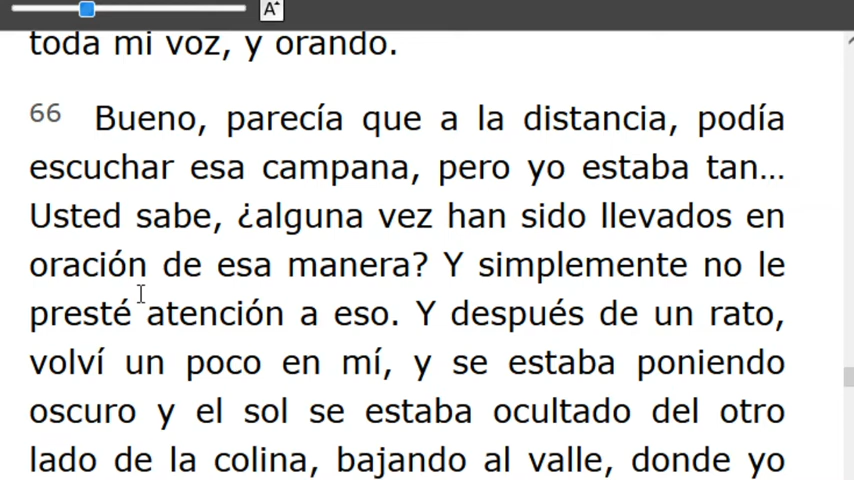 A
toda mi voz, y orando.
66 Bueno, parecía que a la distancia, podía
escuchar esa campana, pero yo estaba tan...
Usted sabe, ¿alguna vez han sido llevados en
oración de esa manera? Y simplemente no le
presté atención a eso. Y después de un rato,
volví un poco en mí, y se estaba poniendo
oscuro y el sol se estaba ocultado del otro
lado de la colina, bajando al valle, donde yo